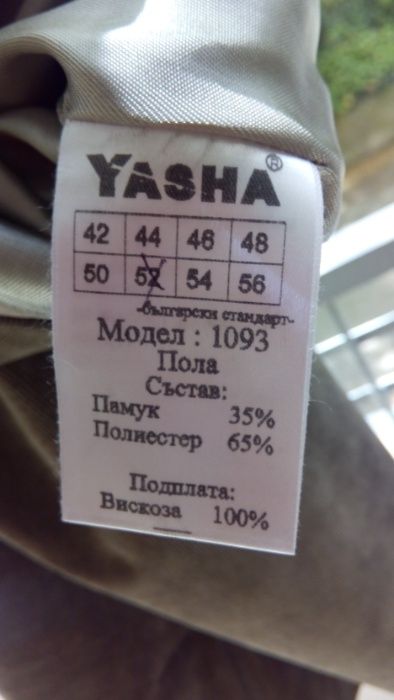 YASHA®
42 44 46 48
50 52 54 56
-български стандарт-
Модел : 1093
Пола
Състав:
Памук 35%
Полиестер 65%
Подплата:
Вискоза 100%